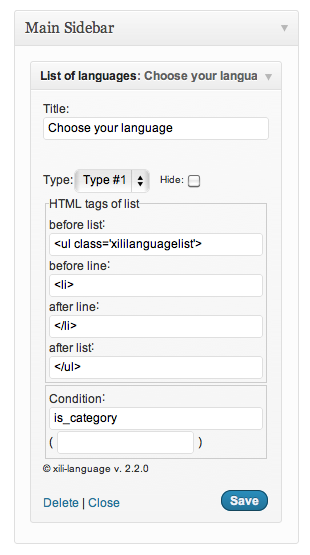 Main Sidebar
List of languages: Choose your langua
Title:
Choose your language
Type: Type #1 Hide:
HTML tags of list
before list:
<ul class='xililanguagelist'>
before line:
<li>
after line:
</li>
after list:
</ul>
Condition:
is_category
( )
© xili-language v. 2.2.0
Delete | Close Save